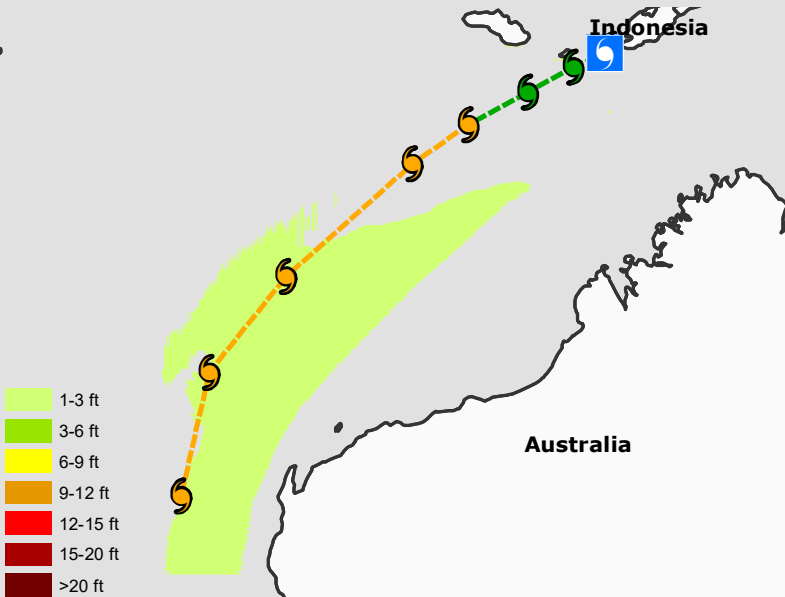 Indonesia
Australia
1-3 ft
3-6 ft
6-9 ft
9-12 ft
12-15 ft
15-20 ft
>20 ft